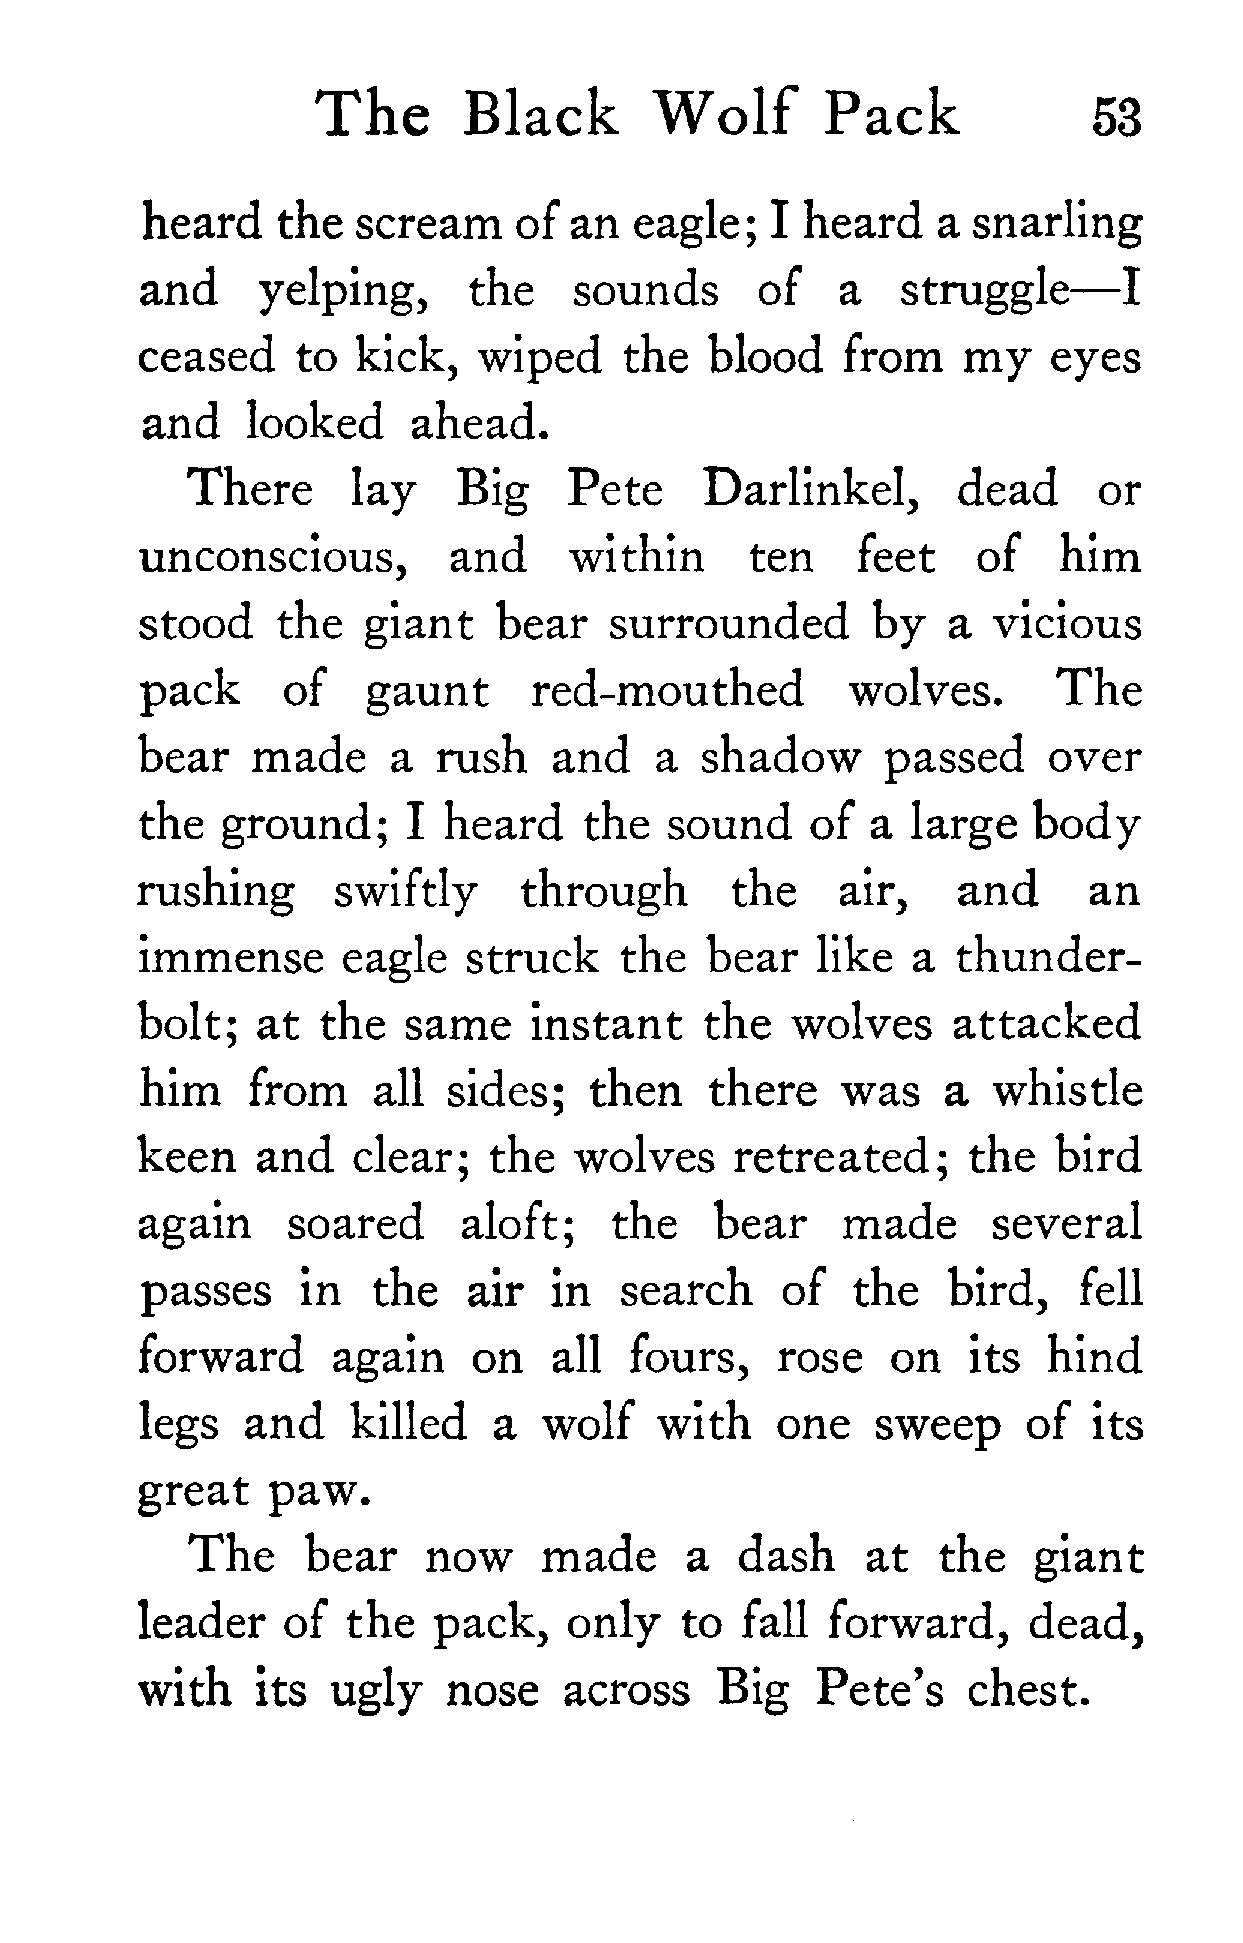 The Black Wolf Pack 53
heard the scream of an eagle; I heard a snarling
and yelping, the sounds of a struggle—I
ceased to kick, wiped the blood from my eyes
and looked ahead.
There lay Big Pete Darlinkel, dead or
unconscious, and within ten feet of him
stood the giant bear surrounded by a vicious
pack of gaunt red-mouthed wolves. The
bear made a rush and a shadow passed over
the ground; I heard the sound of a large body
rushing swiftly through the air, and an
immense eagle struck the bear like a thunder-
bolt; at the same instant the wolves attacked
him from all sides; then there was a whistle
keen and clear; the wolves retreated; the bird
again soared aloft; the bear made several
passes in the air in search of the bird, fell
forward again on all fours, rose on its hind
legs and killed a wolf with one sweep of its
great paw.
The bear now made a dash at the giant
leader of the pack, only to fall forward, dead,
with its ugly nose across Big Pete's chest.